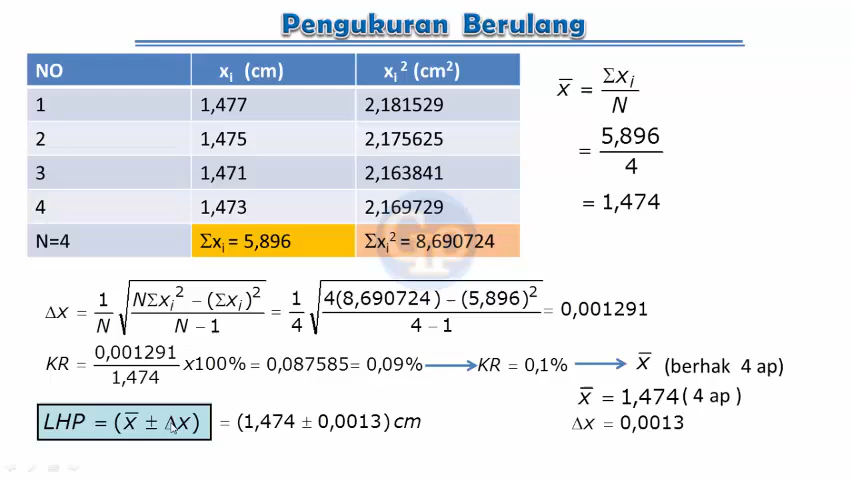 Pengukuran Berulang
NO xᵢ (cm) xᵢ² (cm²)
1 1,477 2,181529
2 1,475 2,175625
3 1,471 2,163841
4 1,473 2,169729
N=4 Σxᵢ = 5,896 Σxᵢ² = 8,690724
x̄ = Σxᵢ / N
= 5,896 / 4
= 1,474
Δx = 1/N √((NΣxᵢ² − (Σxᵢ)²) / (N − 1)) = 1/4 √((4(8,690724) − (5,896)²) / (4 − 1)) = 0,001291
KR = 0,001291 / 1,474 x100% = 0,087585 = 0,09% → KR = 0,1% → x̄ (berhak 4 ap)
x̄ = 1,474 ( 4 ap )
Δx = 0,0013
LHP = (x̄ ± Δx) = (1,474 ± 0,0013) cm